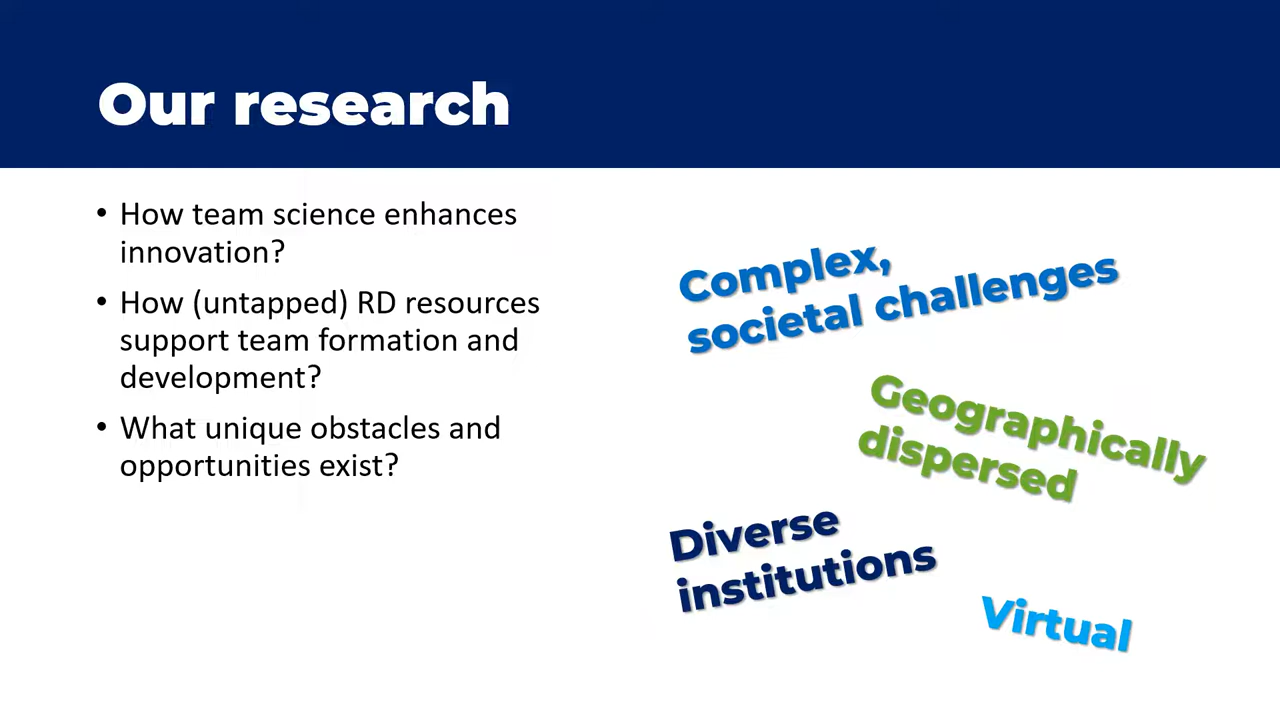 Our research
• How team science enhances
innovation?
• How (untapped) RD resources
support team formation and
development?
• What unique obstacles and
opportunities exist?
Complex,
societal challenges
Geographically
dispersed
Diverse
institutions
Virtual